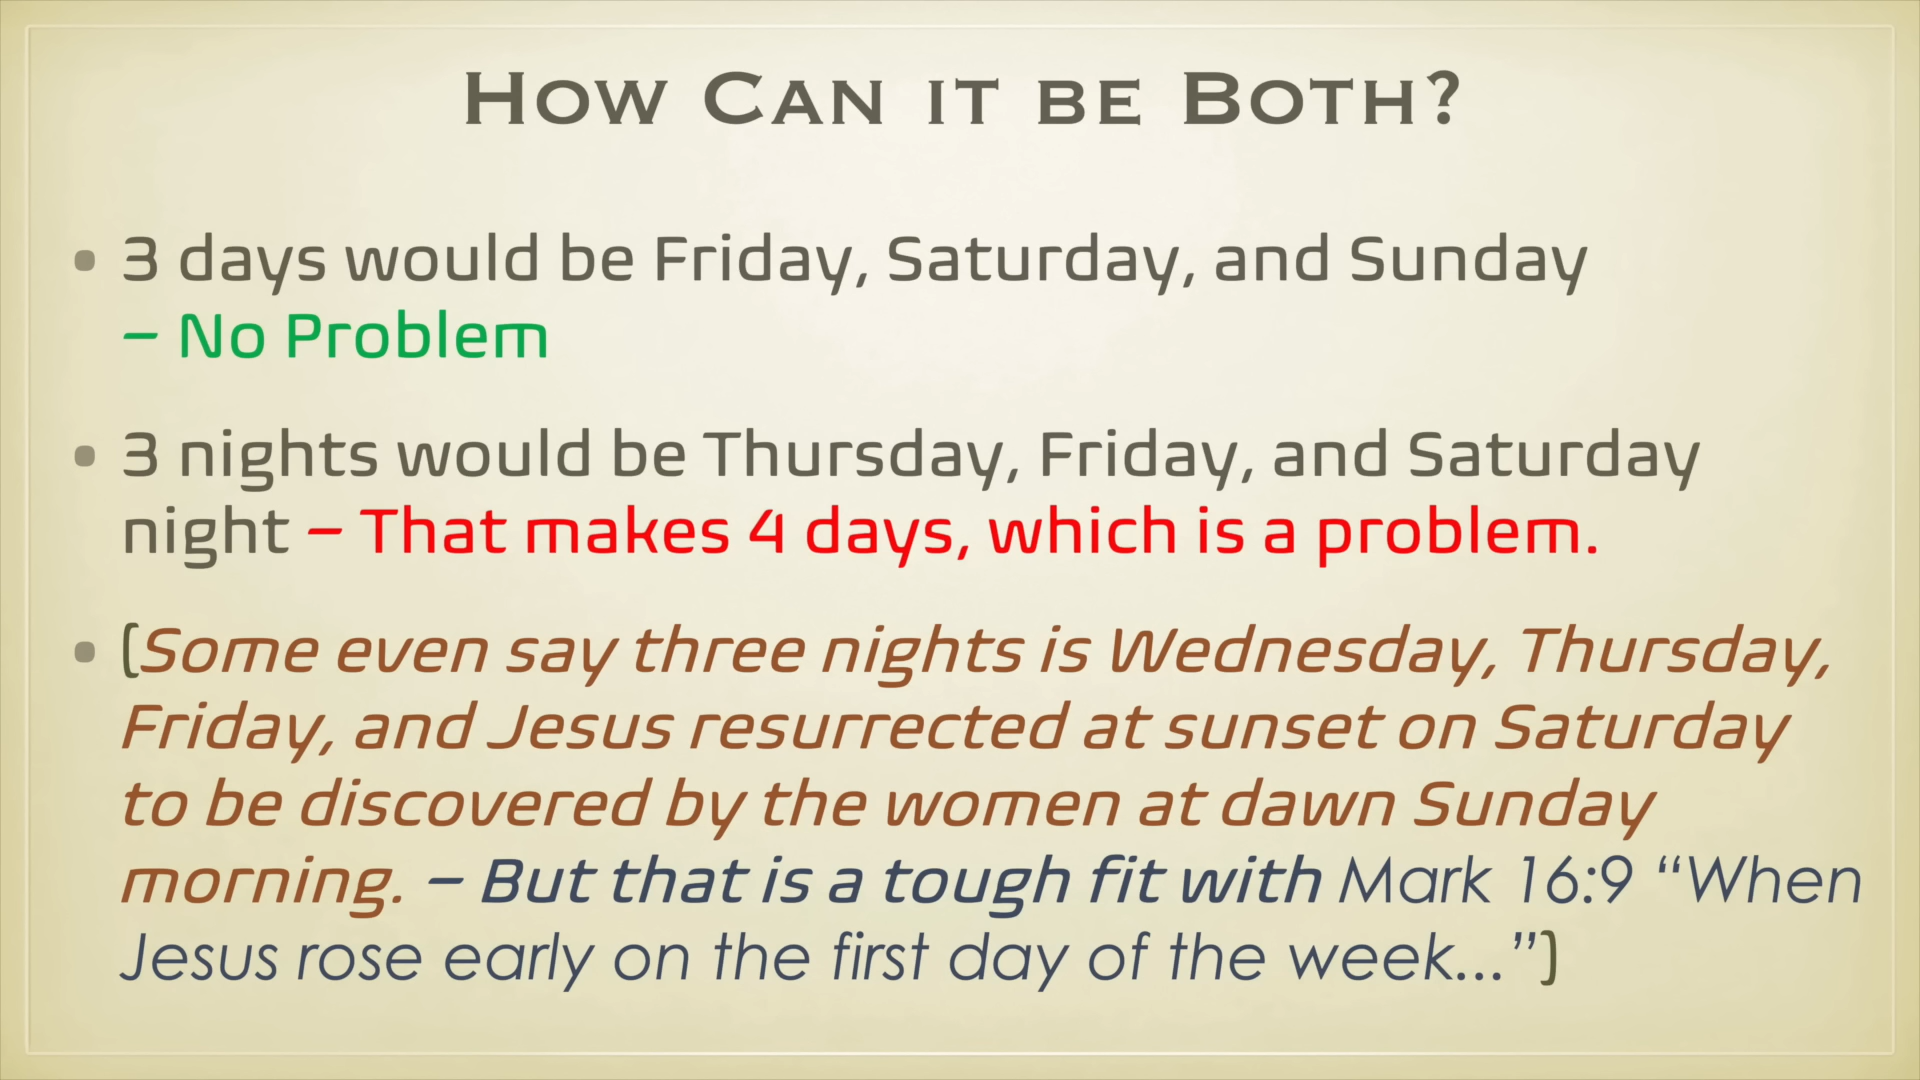 How Can it be Both?
• 3 days would be Friday, Saturday, and Sunday
– No Problem
• 3 nights would be Thursday, Friday, and Saturday
night – That makes 4 days, which is a problem.
• (Some even say three nights is Wednesday, Thursday,
Friday, and Jesus resurrected at sunset on Saturday
to be discovered by the women at dawn Sunday
morning. – But that is a tough fit with Mark 16:9 “When
Jesus rose early on the first day of the week...”)